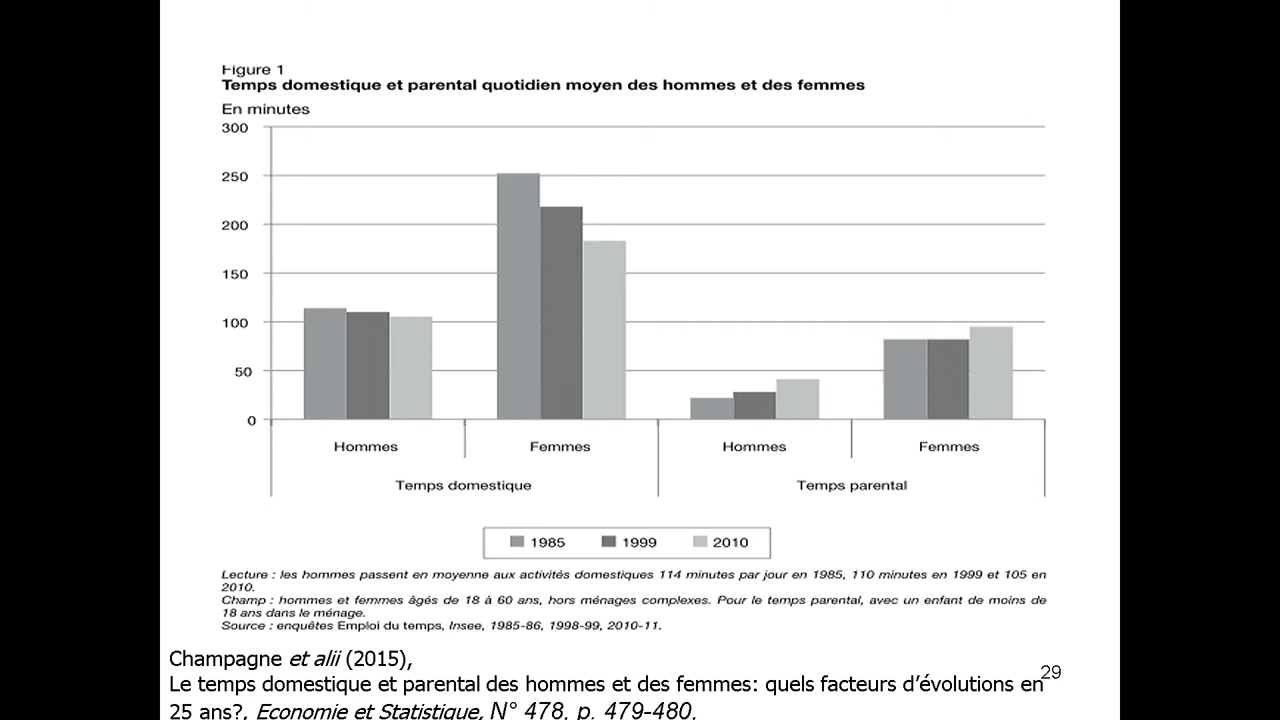 Figure 1
Temps domestique et parental quotidien moyen des hommes et des femmes
En minutes
300
250
200
150
100
50
0
Hommes
Femmes
Hommes
Femmes
Temps domestique
Temps parental
1985
1999
2010
Lecture : les hommes passent en moyenne aux activités domestiques 114 minutes par jour en 1985, 110 minutes en 1999 et 105 en
2010.
Champ : hommes et femmes âgés de 18 à 60 ans, hors ménages complexes. Pour le temps parental, avec un enfant de moins de
18 ans dans le ménage.
Source : enquêtes Emploi du temps, Insee, 1985-86, 1998-99, 2010-11.
Champagne et alii (2015),
Le temps domestique et parental des hommes et des femmes: quels facteurs d'évolutions en
25 ans?, Economie et Statistique, N° 478, p. 479-480.
29